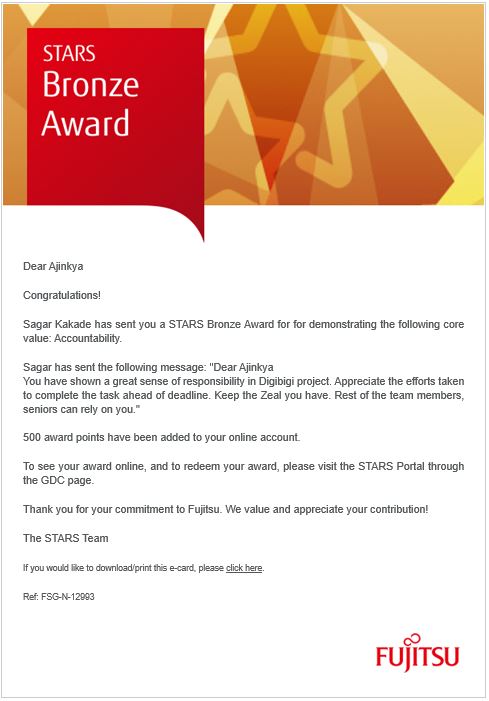 STARS
Bronze
Award
Dear Ajinkya
Congratulations!
Sagar Kakade has sent you a STARS Bronze Award for for demonstrating the following core
value: Accountability.
Sagar has sent the following message: "Dear Ajinkya
You have shown a great sense of responsibility in Digibigi project. Appreciate the efforts taken
to complete the task ahead of deadline. Keep the Zeal you have. Rest of the team members,
seniors can rely on you."
500 award points have been added to your online account.
To see your award online, and to redeem your award, please visit the STARS Portal through
the GDC page.
Thank you for your commitment to Fujitsu. We value and appreciate your contribution!
The STARS Team
If you would like to download/print this e-card, please click here.
Ref: FSG-N-12993
FUJITSU